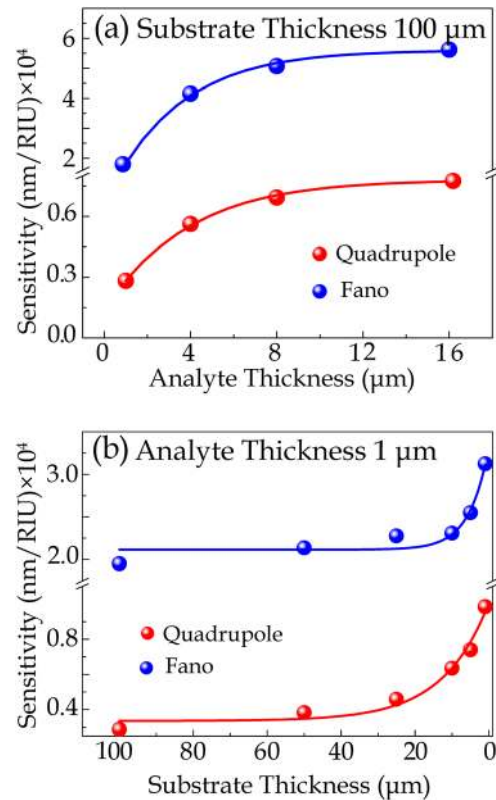 (a) Substrate Thickness 100 µm
Sensitivity (nm/RIU)×10⁴
6
4
2
0.6
0.3
0.0
Quadrupole
Fano
0 4 8 12 16
Analyte Thickness (µm)
(b) Analyte Thickness 1 µm
Sensitivity (nm/RIU)×10⁴
3.0
2.0
0.8
0.4
Quadrupole
Fano
100 80 60 40 20 0
Substrate Thickness (µm)